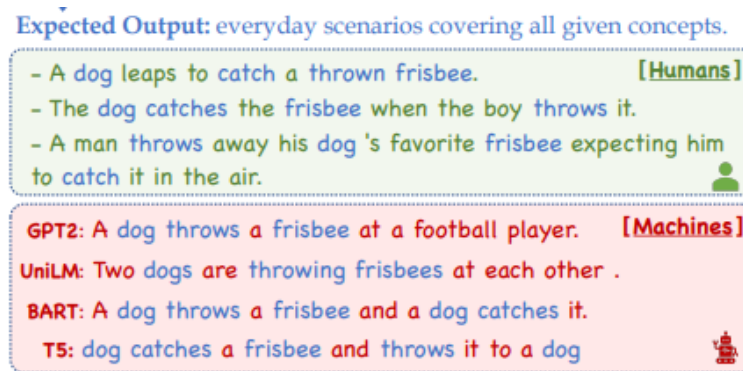 Expected Output: everyday scenarios covering all given concepts.
- A dog leaps to catch a thrown frisbee. [Humans]
- The dog catches the frisbee when the boy throws it.
- A man throws away his dog 's favorite frisbee expecting him
to catch it in the air.
GPT2: A dog throws a frisbee at a football player. [Machines]
UniLM: Two dogs are throwing frisbees at each other .
BART: A dog throws a frisbee and a dog catches it.
T5: dog catches a frisbee and throws it to a dog